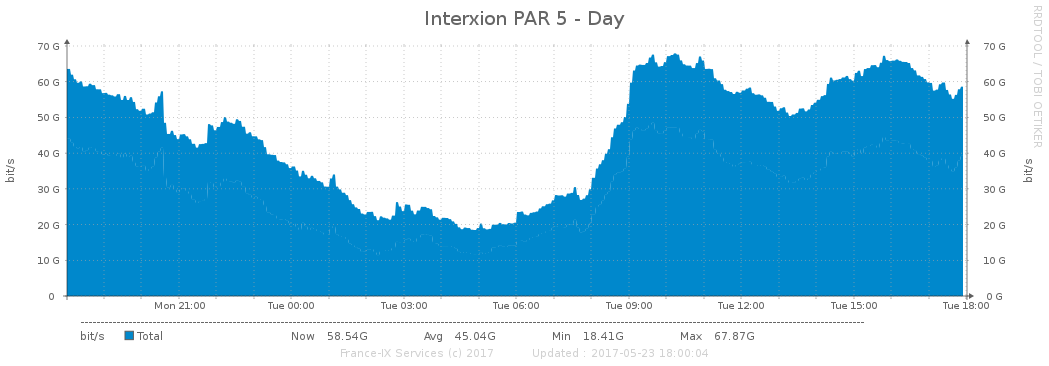 Interxion PAR 5 - Day
RRDTOOL / TOBI OETIKER
bit/s
70 G
60 G
50 G
40 G
30 G
20 G
10 G
0
70 G
60 G
50 G
40 G
30 G
20 G
10 G
0 G
bit/s
Mon 21:00 Tue 00:00 Tue 03:00 Tue 06:00 Tue 09:00 Tue 12:00 Tue 15:00 Tue 18:00
bit/s Total Now 58.54G Avg 45.04G Min 18.41G Max 67.87G
France-IX Services (c) 2017 Updated : 2017-05-23 18:00:04